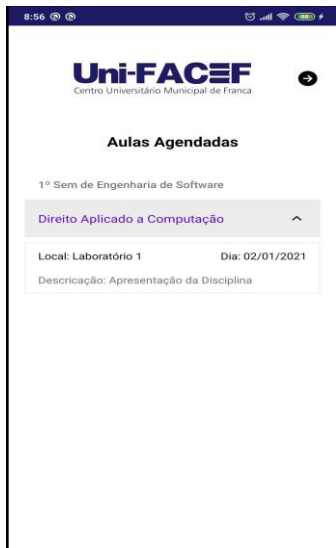 8:56
Uni-FACEF
Centro Universitário Municipal de Franca
Aulas Agendadas
1º Sem de Engenharia de Software
Direito Aplicado a Computação
Local: Laboratório 1 Dia: 02/01/2021
Descricação: Apresentação da Disciplina